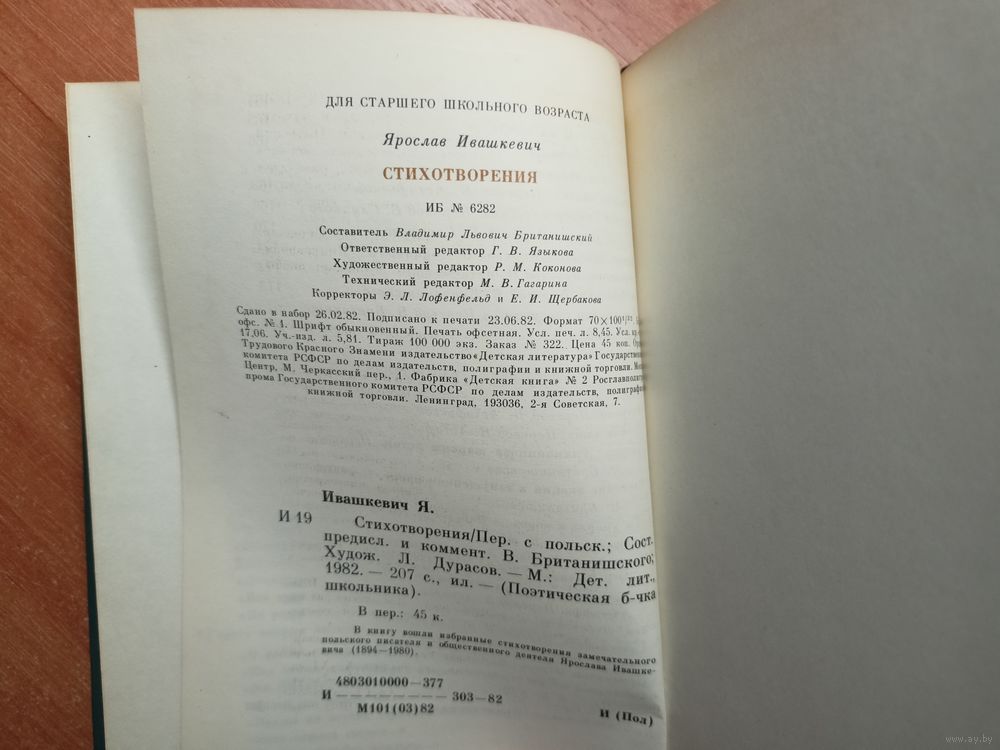 ДЛЯ СТАРШЕГО ШКОЛЬНОГО ВОЗРАСТА
Ярослав Ивашкевич
СТИХОТВОРЕНИЯ
ИБ № 6282
Составитель Владимир Львович Британишский
Ответственный редактор Г. В. Языкова
Художественный редактор Р. М. Коконова
Технический редактор М. В. Гагарина
Корректоры Э. Л. Лофенфельд и Е. И. Щербакова
Сдано в набор 26.02.82. Подписано к печати 23.06.82. Формат 70×100¹/₃₂.
офс. № 1. Шрифт обыкновенный. Печать офсетная. Усл. печ. л. 8,45. Усл.
17,06. Уч.-изд. л. 5,81. Тираж 100 000 экз. Заказ № 322. Цена 45 коп.
Трудового Красного Знамени издательство «Детская литература» Государственного
комитета РСФСР по делам издательств, полиграфии и книжной торговли.
Центр, М. Черкасский пер., 1. Фабрика «Детская книга» № 2
прома Государственного комитета РСФСР по делам издательств, полиграфии
книжной торговли. Ленинград, 193036, 2-я Советская, 7.
Ивашкевич Я.
И 19 Стихотворения/Пер. с польск.; Сост.,
предисл. и коммент. В. Британишского;
Худож. Л. Дурасов. — М.: Дет. лит.,
1982. — 207 с., ил. — (Поэтическая б-чка
школьника).
В пер.: 45 к.
В книгу вошли избранные стихотворения замечательного
польского писателя и общественного деятеля Ярослава Ивашке-
вича (1894—1980).
4803010000—377
И ———————— 303—82
М101(03)82
И (Пол)
www.ay.by